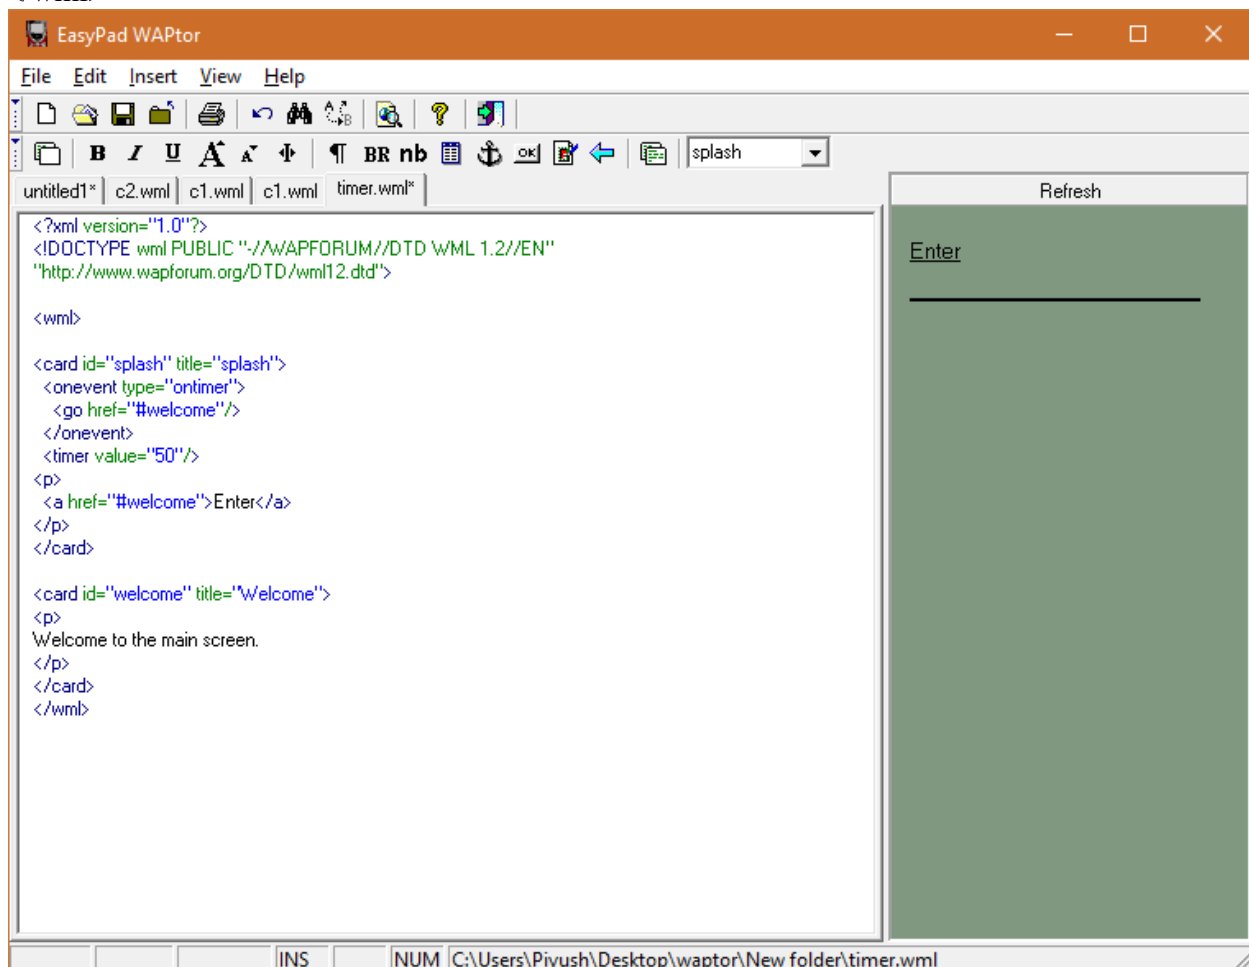 EasyPad WAPtor
File Edit Insert View Help
B I U A A ¶ BR nb OK splash
untitled1* c2.wml c1.wml c1.wml timer.wml*
Refresh
<?xml version="1.0"?>
<!DOCTYPE wml PUBLIC "-//WAPFORUM//DTD WML 1.2//EN"
"http://www.wapforum.org/DTD/wml12.dtd">
<wml>
<card id="splash" title="splash">
<onevent type="ontimer">
<go href="#welcome"/>
</onevent>
<timer value="50"/>
<p>
<a href="#welcome">Enter</a>
</p>
</card>
<card id="welcome" title="Welcome">
<p>
Welcome to the main screen.
</p>
</card>
</wml>
Enter
INS NUM C:\Users\Piyush\Desktop\waptor\New folder\timer.wml